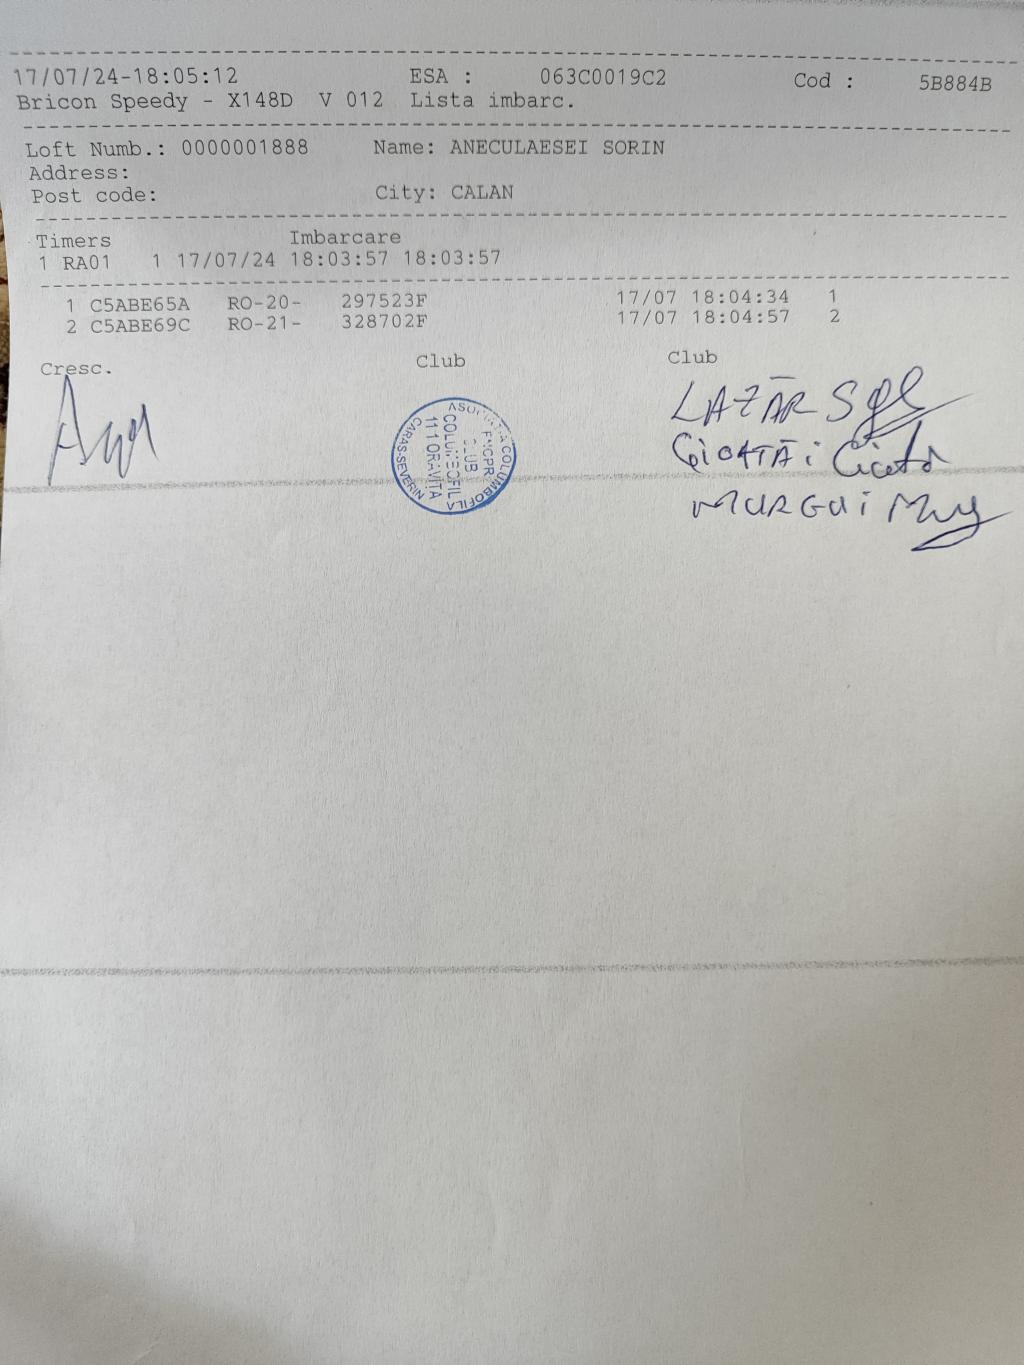 17/07/24-18:05:12 ESA : 063C0019C2 Cod : 5B884B
Bricon Speedy - X148D V 012 Lista imbarc.
Loft Numb.: 0000001888 Name: ANECULAESEI SORIN
Address:
Post code: City: CALAN
Timers Imbarcare
1 RA01 1 17/07/24 18:03:57 18:03:57
1 C5ABE65A RO-20- 297523F 17/07 18:04:34 1
2 C5ABE69C RO-21- 328702F 17/07 18:04:57 2
Cresc. Club Club
LAZĂR
MURGUI
COLUMBOFILA
CLUB
111 ORAVIȚA
CARAS-SEVERIN